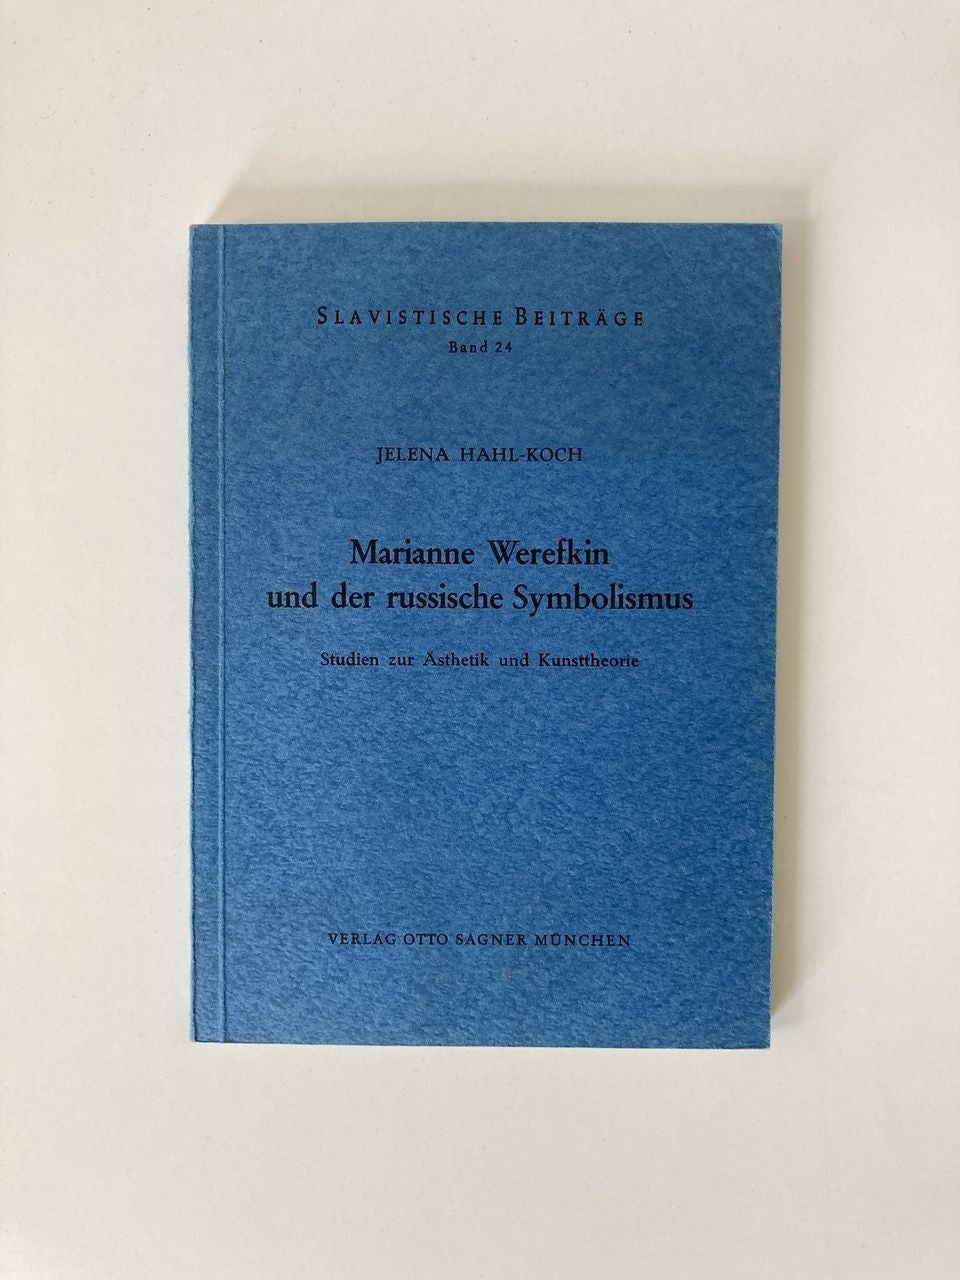 SLAVISTISCHE BEITRÄGE
Band 24
JELENA HAHL-KOCH
Marianne Werefkin
und der russische Symbolismus
Studien zur Ästhetik und Kunsttheorie
VERLAG OTTO SAGNER MÜNCHEN